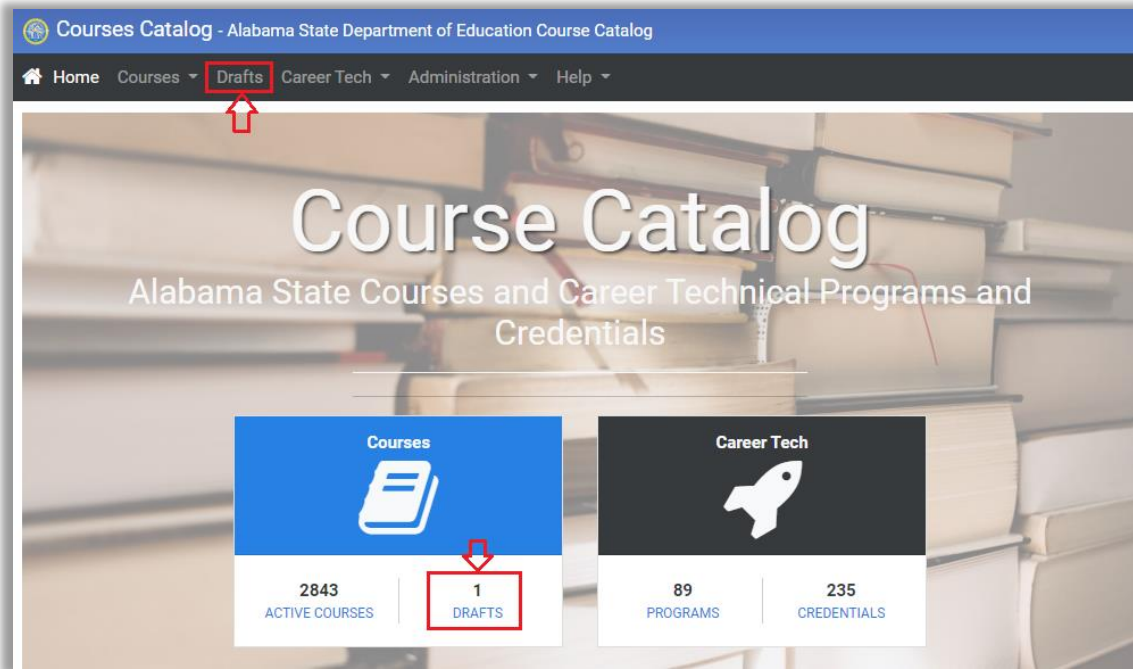 Courses Catalog - Alabama State Department of Education Course Catalog
Home Courses Drafts Career Tech Administration Help
Course Catalog
Alabama State Courses and Career Technical Programs and
Credentials
Courses
2843
ACTIVE COURSES
1
DRAFTS
Career Tech
89
PROGRAMS
235
CREDENTIALS